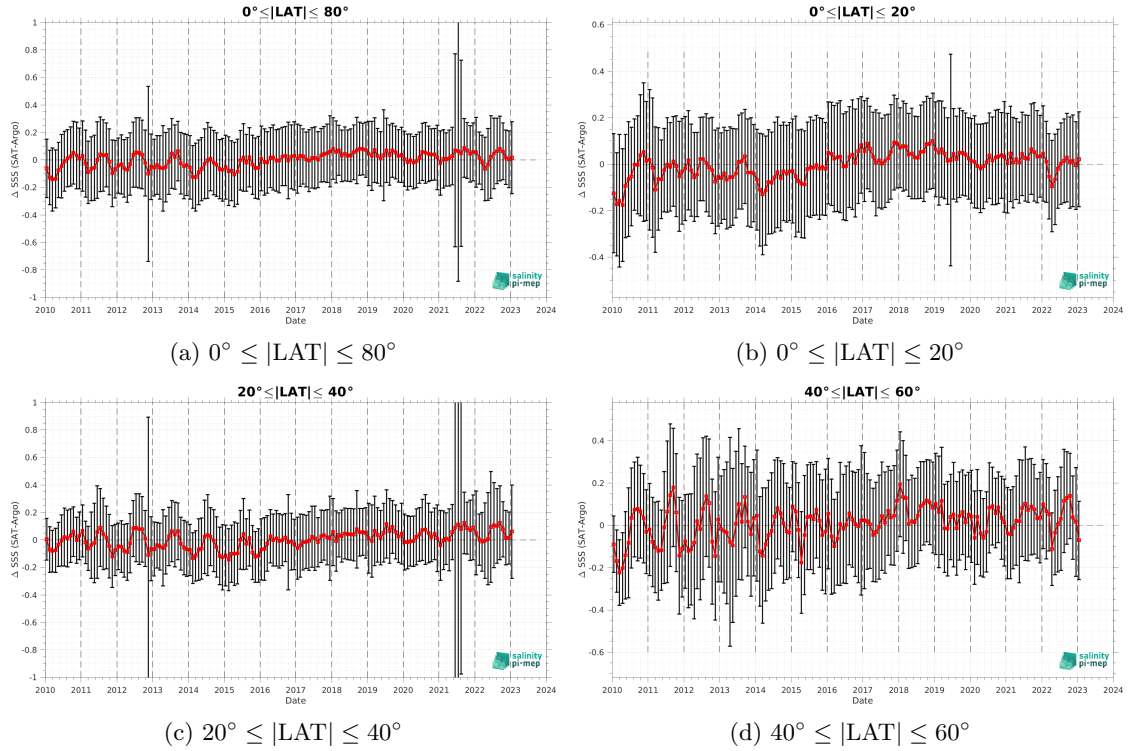 0°≤|LAT|≤ 80°
1
0.8
0.6
0.4
0.2
0
-0.2
-0.4
-0.6
-0.8
-1
Δ SSS (SAT-Argo)
2010 2011 2012 2013 2014 2015 2016 2017 2018 2019 2020 2021 2022 2023 2024
Date
salinity
pi-mep
(a) 0° ≤ |LAT| ≤ 80°
0°≤|LAT|≤ 20°
0.6
0.4
0.2
0
-0.2
-0.4
Δ SSS (SAT-Argo)
2010 2011 2012 2013 2014 2015 2016 2017 2018 2019 2020 2021 2022 2023 2024
Date
salinity
pi-mep
(b) 0° ≤ |LAT| ≤ 20°
20°≤|LAT|≤ 40°
1
0.8
0.6
0.4
0.2
0
-0.2
-0.4
-0.6
-0.8
-1
Δ SSS (SAT-Argo)
2010 2011 2012 2013 2014 2015 2016 2017 2018 2019 2020 2021 2022 2023 2024
Date
salinity
pi-mep
(c) 20° ≤ |LAT| ≤ 40°
40°≤|LAT|≤ 60°
0.4
0.2
0
-0.2
-0.4
-0.6
Δ SSS (SAT-Argo)
2010 2011 2012 2013 2014 2015 2016 2017 2018 2019 2020 2021 2022 2023 2024
Date
salinity
pi-mep
(d) 40° ≤ |LAT| ≤ 60°